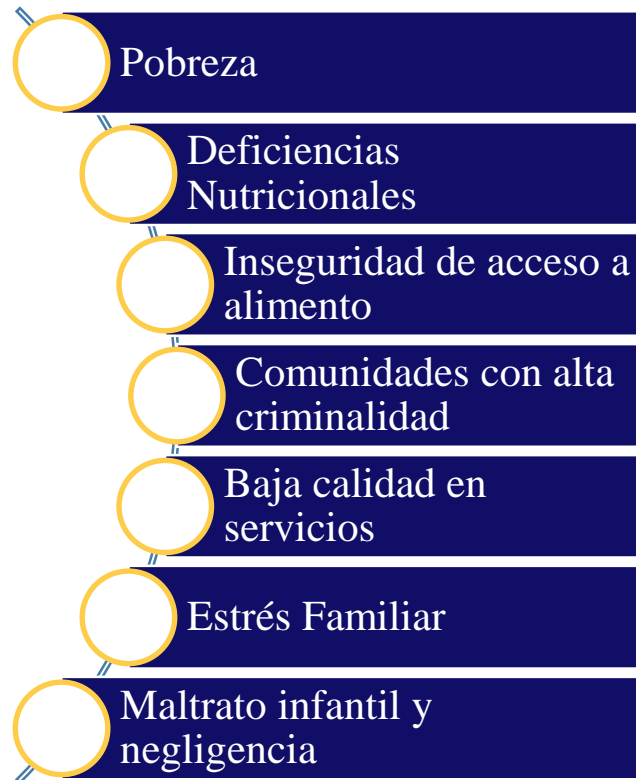 Pobreza
Deficiencias
Nutricionales
Inseguridad de acceso a
alimento
Comunidades con alta
criminalidad
Baja calidad en
servicios
Estrés Familiar
Maltrato infantil y
negligencia